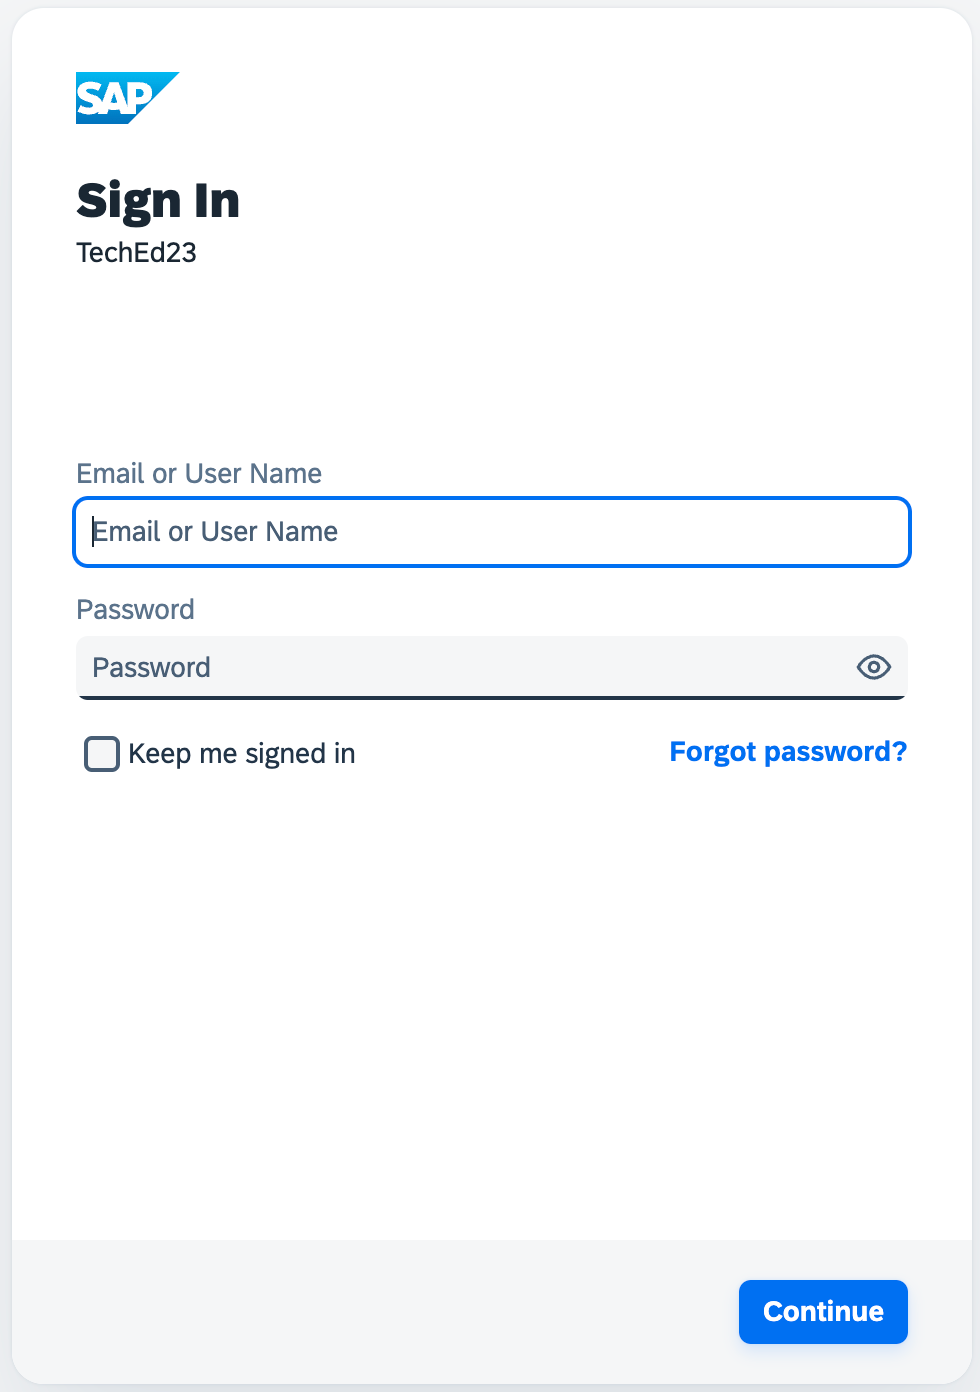 SAP
Sign In
TechEd23
Email or User Name
Email or User Name
Password
Password
Keep me signed in
Forgot password?
Continue